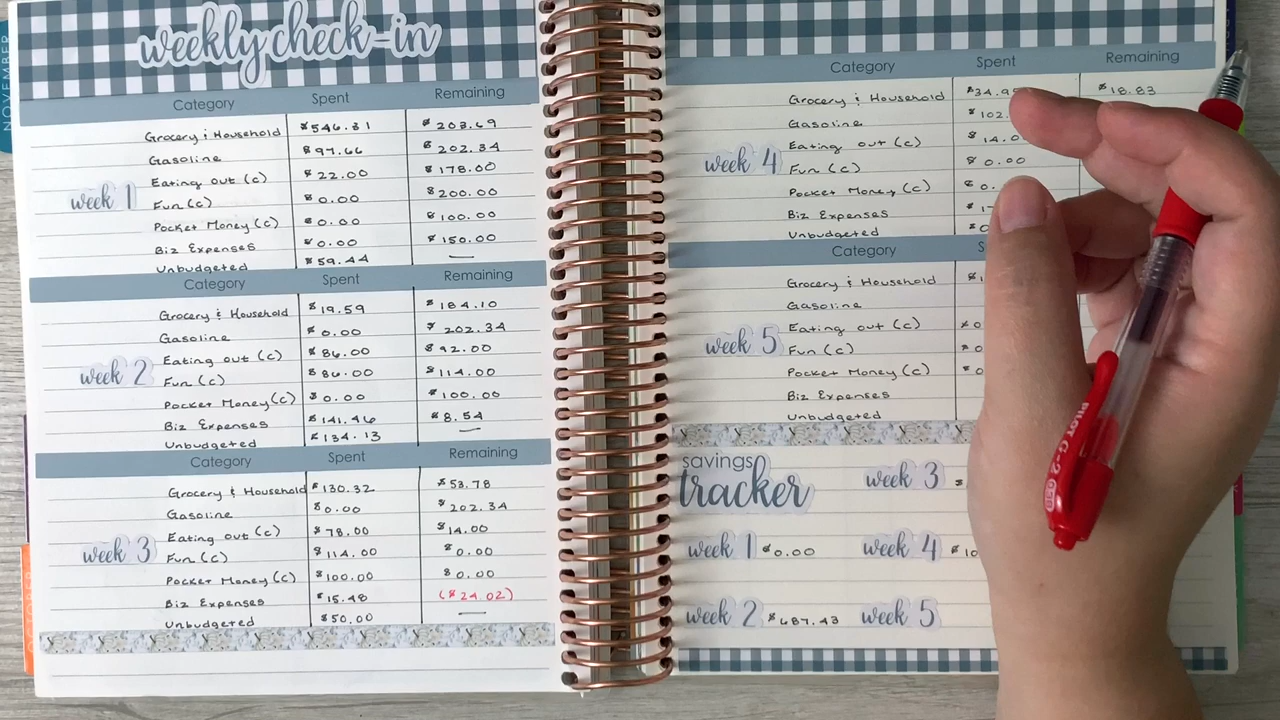 NOVEMBER
weekly check-in
Category Spent Remaining
week 1
Grocery & Household $546.31 $203.69
Gasoline $97.66 $202.34
Eating out (c) $22.00 $178.00
Fun (c) $0.00 $200.00
Pocket Money (c) $0.00 $100.00
Biz Expenses $0.00 $150.00
Unbudgeted $59.44 —
Category Spent Remaining
week 2
Grocery & Household $19.59 $184.10
Gasoline $0.00 $202.34
Eating out (c) $86.00 $92.00
Fun (c) $86.00 $114.00
Pocket Money (c) $0.00 $100.00
Biz Expenses $141.46 $8.54
Unbudgeted $134.13 —
Category Spent Remaining
week 3
Grocery & Household $130.32 $53.78
Gasoline $0.00 $202.34
Eating out (c) $78.00 $14.00
Fun (c) $114.00 $0.00
Pocket Money (c) $100.00 $0.00
Biz Expenses $15.48 ($24.02)
Unbudgeted $50.00 —
Category Spent Remaining
week 4
Grocery & Household $34.95 $18.83
Gasoline $102.
Eating out (c) $14.0
Fun (c) $0.00
Pocket Money (c) $0.
Biz Expenses
Unbudgeted
Category
week 5
Grocery & Household
Gasoline
Eating out (c)
Fun (c)
Pocket Money (c)
Biz Expenses
Unbudgeted
savings tracker
week 1 $0.00
week 2 $687.43
week 3 $
week 4 $10
week 5
PILOT G-2